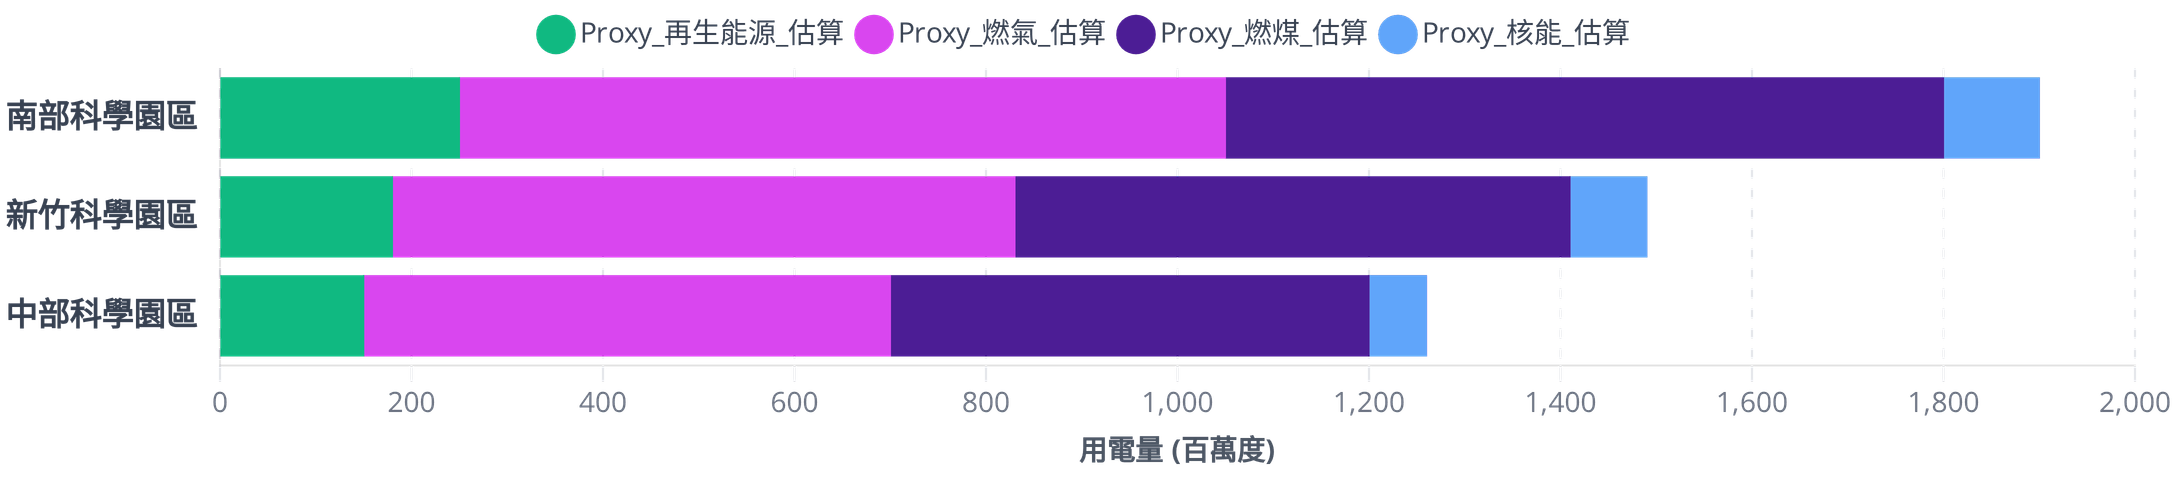 Proxy_再生能源_估算 Proxy_燃氣_估算 Proxy_燃煤_估算 Proxy_核能_估算
南部科學園區
新竹科學園區
中部科學園區
0 200 400 600 800 1,000 1,200 1,400 1,600 1,800 2,000
用電量 (百萬度)